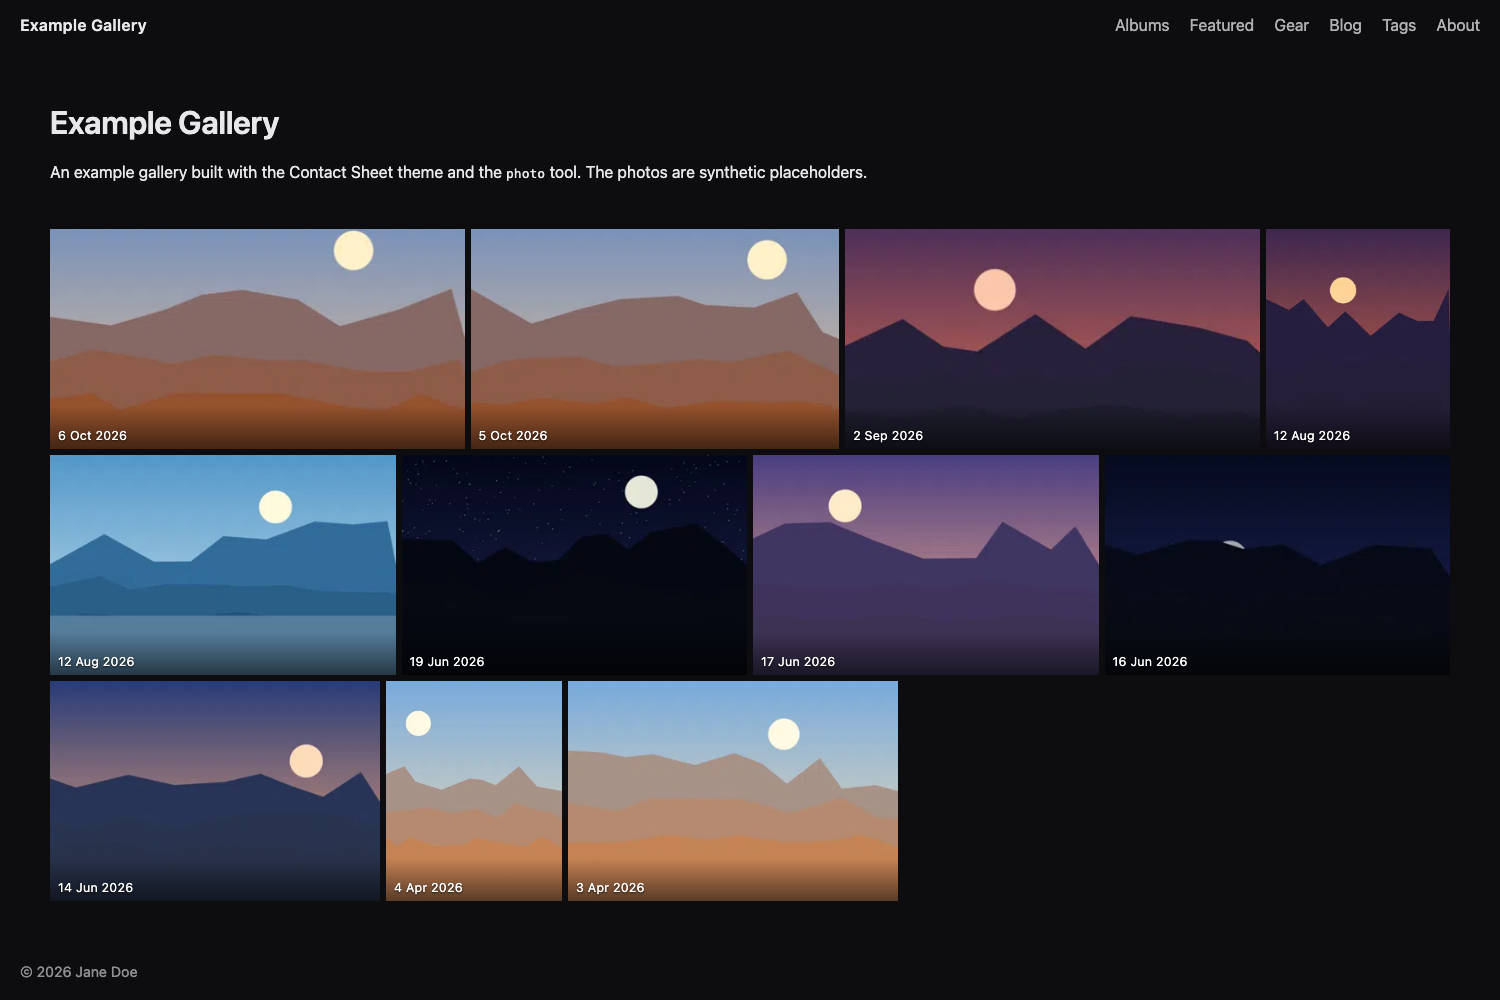 Example Gallery
Albums Featured Gear Blog Tags About
Example Gallery
An example gallery built with the Contact Sheet theme and the photo tool. The photos are synthetic placeholders.
6 Oct 2026
5 Oct 2026
2 Sep 2026
12 Aug 2026
12 Aug 2026
19 Jun 2026
17 Jun 2026
16 Jun 2026
14 Jun 2026
4 Apr 2026
3 Apr 2026
© 2026 Jane Doe